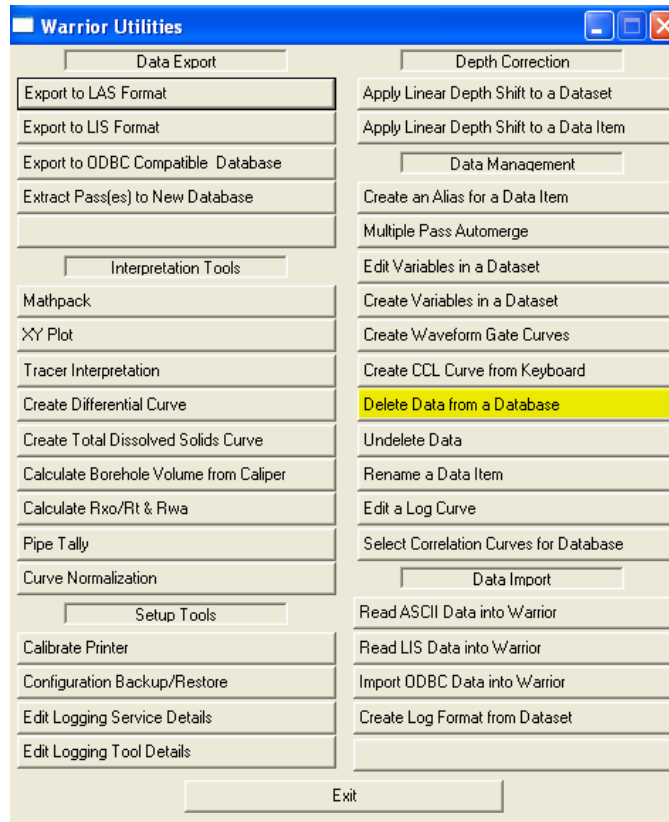 Warrior Utilities
Data Export
Export to LAS Format
Export to LIS Format
Export to ODBC Compatible  Database
Extract Pass(es) to New Database
Interpretation Tools
Mathpack
XY Plot
Tracer Interpretation
Create Differential Curve
Create Total Dissolved Solids Curve
Calculate Borehole Volume from Caliper
Calculate Rxo/Rt & Rwa
Pipe Tally
Curve Normalization
Setup Tools
Calibrate Printer
Configuration Backup/Restore
Edit Logging Service Details
Edit Logging Tool Details
Depth Correction
Apply Linear Depth Shift to a Dataset
Apply Linear Depth Shift to a Data Item
Data Management
Create an Alias for a Data Item
Multiple Pass Automerge
Edit Variables in a Dataset
Create Variables in a Dataset
Create Waveform Gate Curves
Create CCL Curve from Keyboard
Delete Data from a Database
Undelete Data
Rename a Data Item
Edit a Log Curve
Select Correlation Curves for Database
Data Import
Read ASCII Data into Warrior
Read LIS Data into Warrior
Import ODBC Data into Warrior
Create Log Format from Dataset
Exit